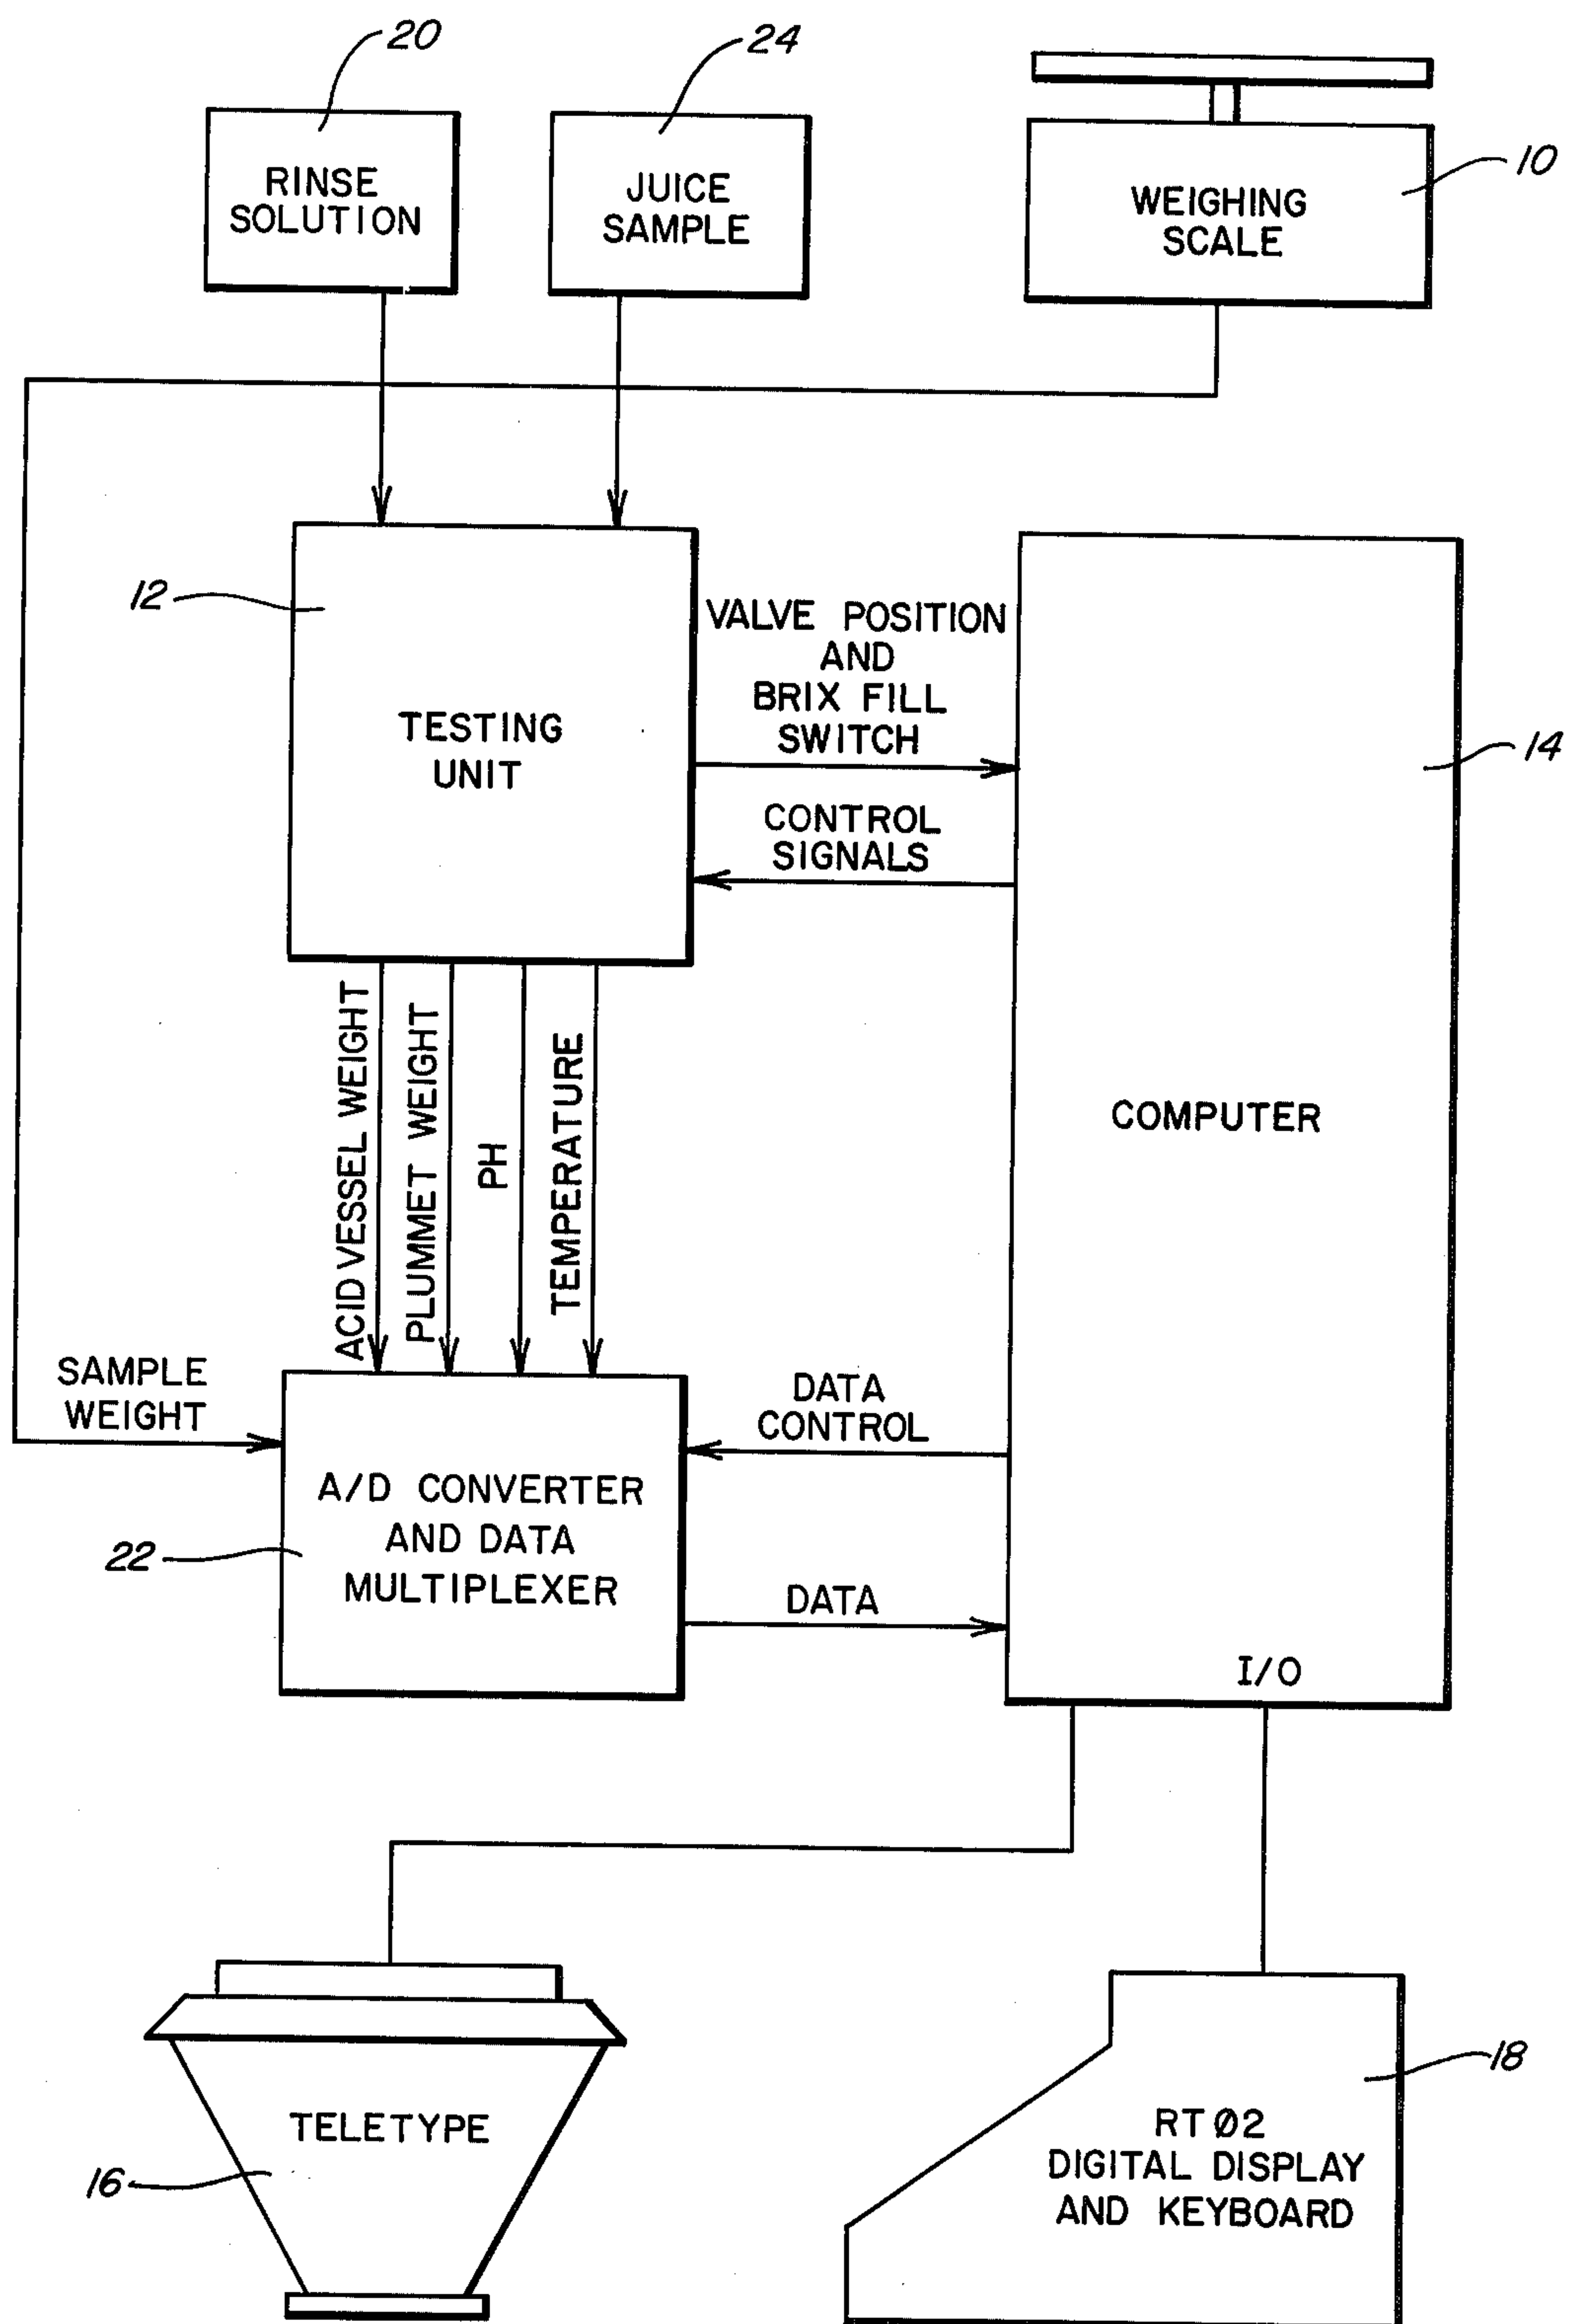 20
24
RINSE
SOLUTION
JUICE
SAMPLE
10
WEIGHING
SCALE
12
TESTING
UNIT
VALVE POSITION
AND
BRIX FILL
SWITCH
14
CONTROL
SIGNALS
ACID VESSEL WEIGHT
PLUMMET WEIGHT
PH
TEMPERATURE
COMPUTER
SAMPLE
WEIGHT
DATA
CONTROL
22
A/D CONVERTER
AND DATA
MULTIPLEXER
DATA
I/O
TELETYPE
16
18
RT Ø2
DIGITAL DISPLAY
AND KEYBOARD